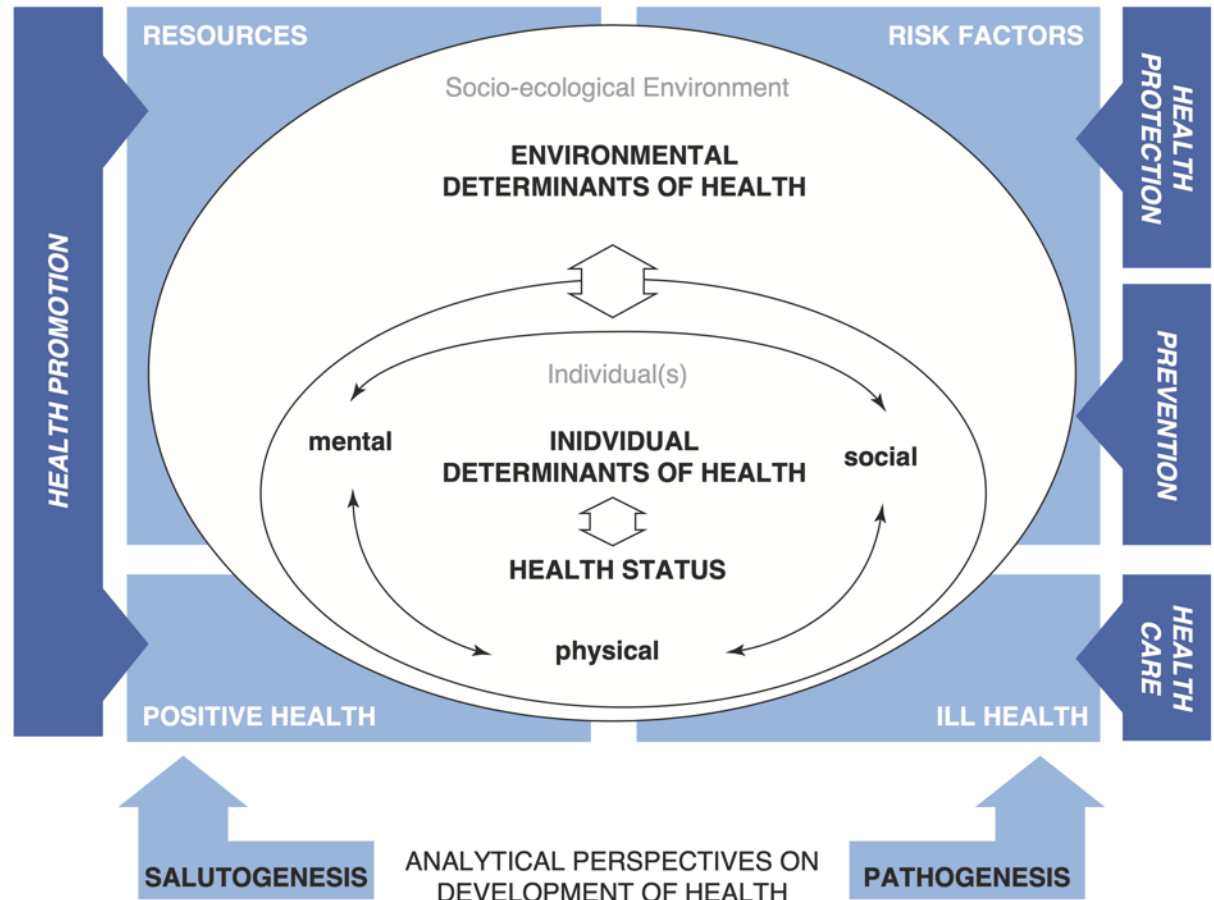 RESOURCES
RISK FACTORS
HEALTH PROMOTION
HEALTH
PROTECTION
PREVENTION
HEALTH
CARE
Socio-ecological Environment
ENVIRONMENTAL
DETERMINANTS OF HEALTH
Individual(s)
mental
INIDVIDUAL
DETERMINANTS OF HEALTH
social
HEALTH STATUS
physical
POSITIVE HEALTH
ILL HEALTH
SALUTOGENESIS
ANALYTICAL PERSPECTIVES ON
DEVELOPMENT OF HEALTH
PATHOGENESIS